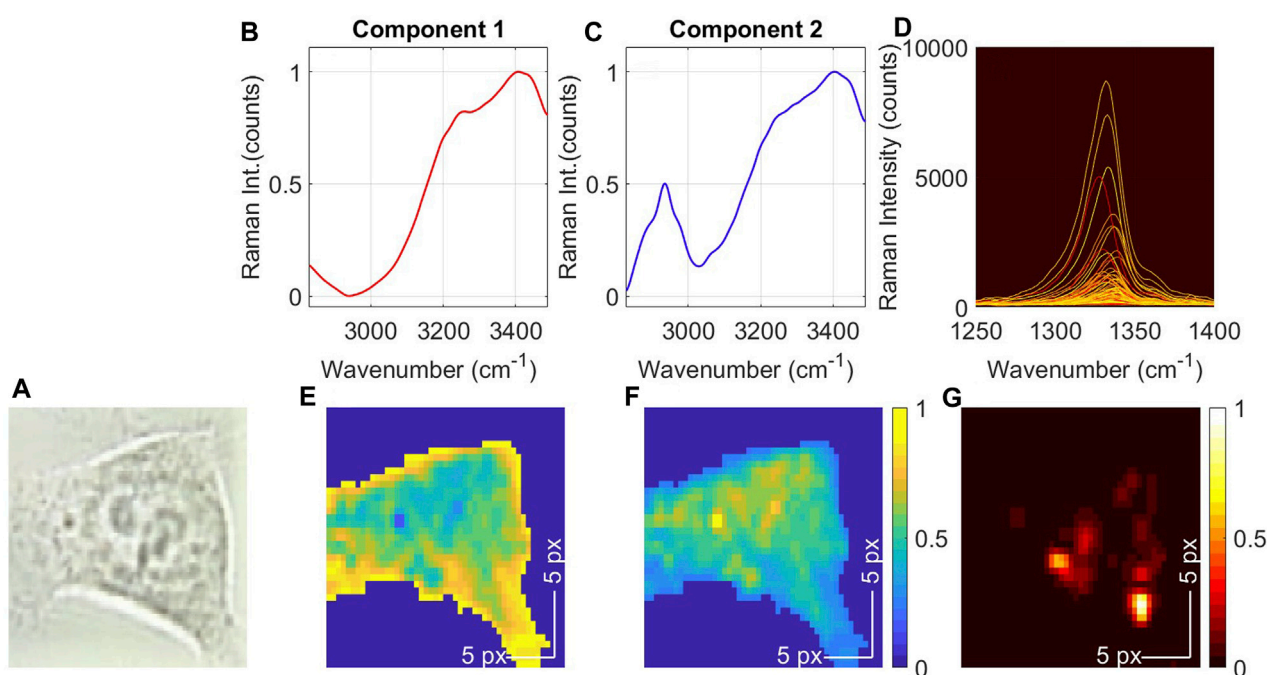 B
Component 1
Raman Int.(counts)
1
0.5
0
3000
3200
3400
Wavenumber (cm-1)
C
Component 2
Raman Int.(counts)
1
0.5
0
3000
3200
3400
Wavenumber (cm-1)
D
Raman Intensity (counts)
10000
5000
0
1250
1300
1350
1400
Wavenumber (cm-1)
A
E
5 px
5 px
F
5 px
5 px
1
0.5
0
G
5 px
5 px
1
0.5
0